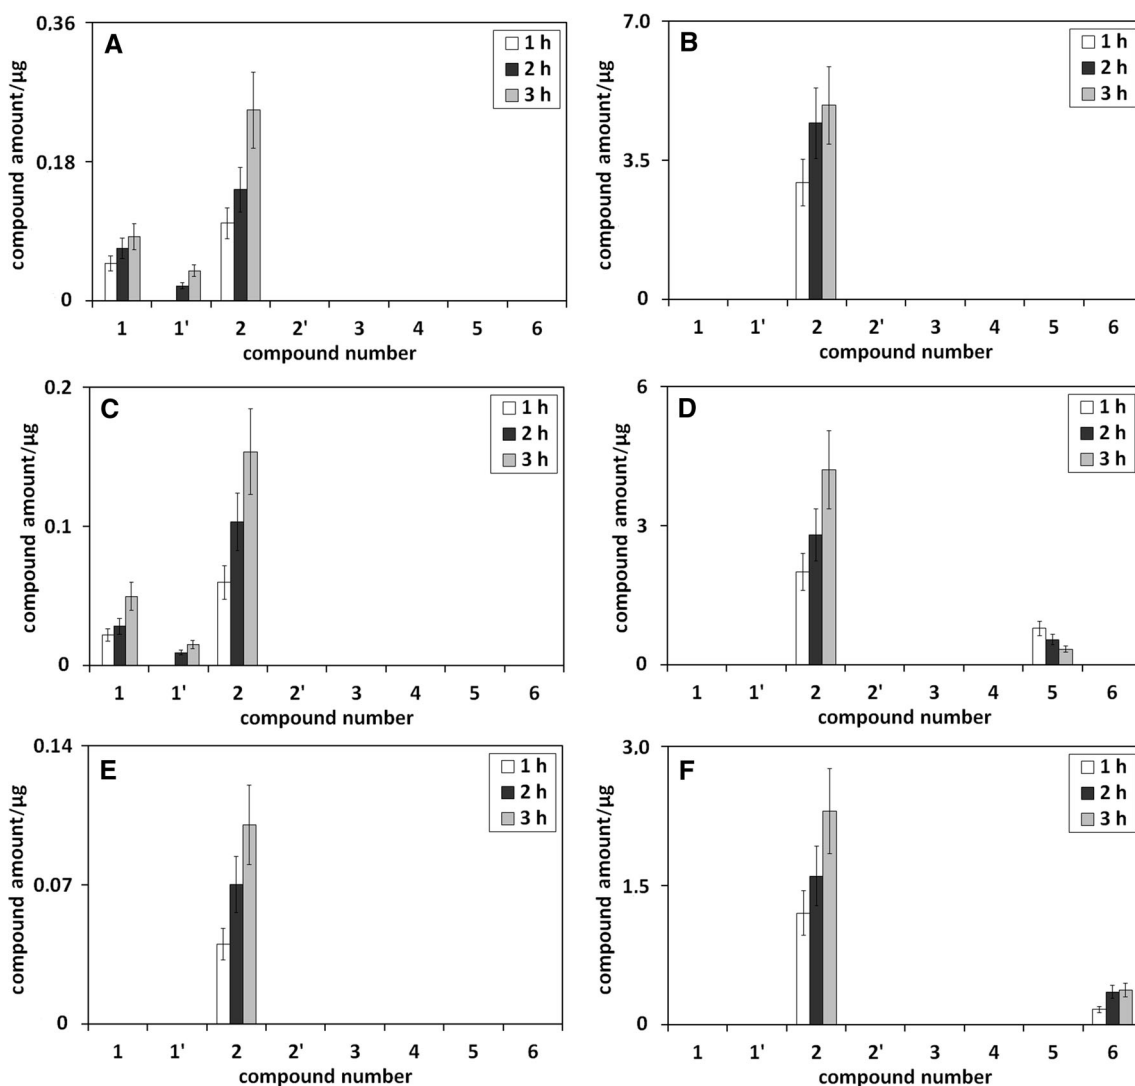 A
0.36
0.18
0
compound amount/µg
1 h
2 h
3 h
1 1' 2 2' 3 4 5 6
compound number
B
7.0
3.5
0
compound amount/µg
1 h
2 h
3 h
1 1' 2 2' 3 4 5 6
compound number
C
0.2
0.1
0
compound amount/µg
1 h
2 h
3 h
1 1' 2 2' 3 4 5 6
compound number
D
6
3
0
compound amount/µg
1 h
2 h
3 h
1 1' 2 2' 3 4 5 6
compound number
E
0.14
0.07
0
compound amount/µg
1 h
2 h
3 h
1 1' 2 2' 3 4 5 6
compound number
F
3.0
1.5
0
compound amount/µg
1 h
2 h
3 h
1 1' 2 2' 3 4 5 6
compound number